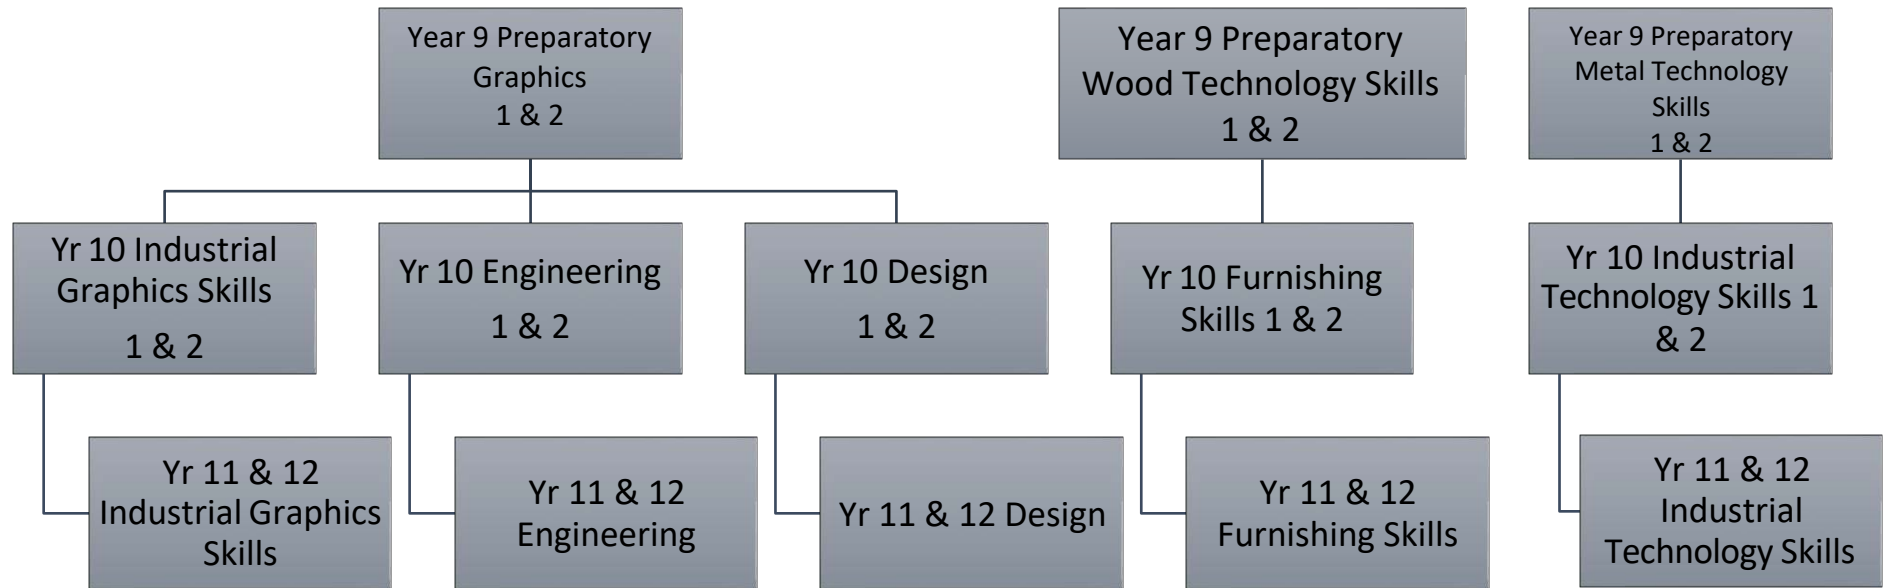 Year 9 Preparatory
Graphics
1 & 2
Year 9 Preparatory
Wood Technology Skills
1 & 2
Year 9 Preparatory
Metal Technology
Skills
1 & 2
Yr 10 Industrial
Graphics Skills
1 & 2
Yr 10 Engineering
1 & 2
Yr 10 Design
1 & 2
Yr 10 Furnishing
Skills 1 & 2
Yr 10 Industrial
Technology Skills 1
& 2
Yr 11 & 12
Industrial Graphics
Skills
Yr 11 & 12
Engineering
Yr 11 & 12 Design
Yr 11 & 12
Furnishing Skills
Yr 11 & 12
Industrial
Technology Skills